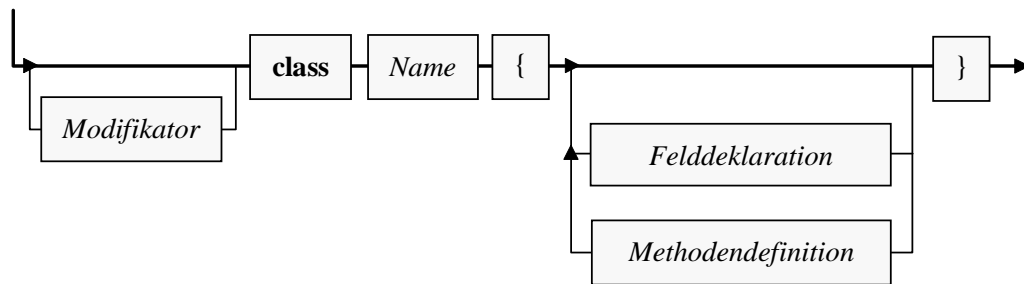 class Name { }
Modifikator
Felddeklaration
Methodendefinition